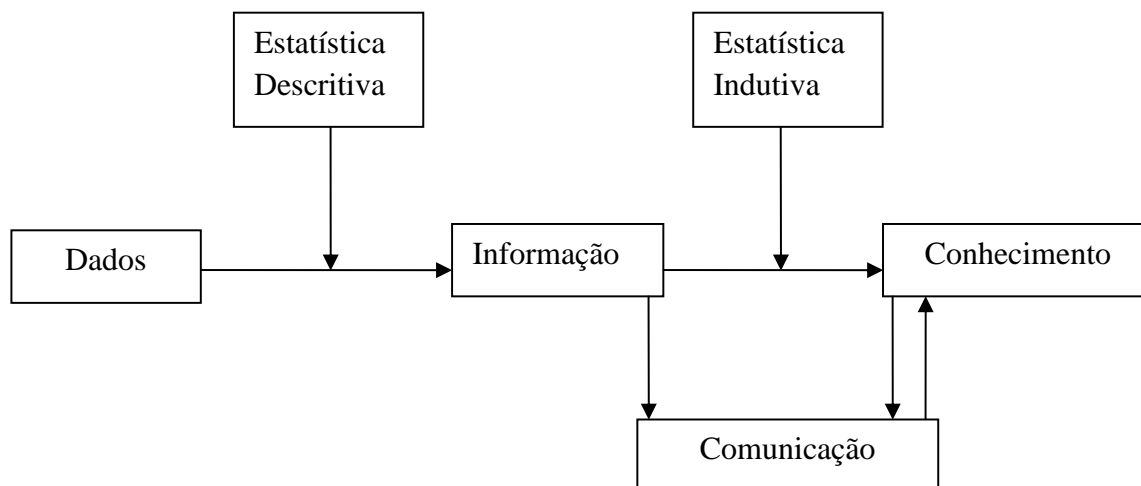 Estatística
Descritiva
Estatística
Indutiva
Dados
Informação
Conhecimento
Comunicação